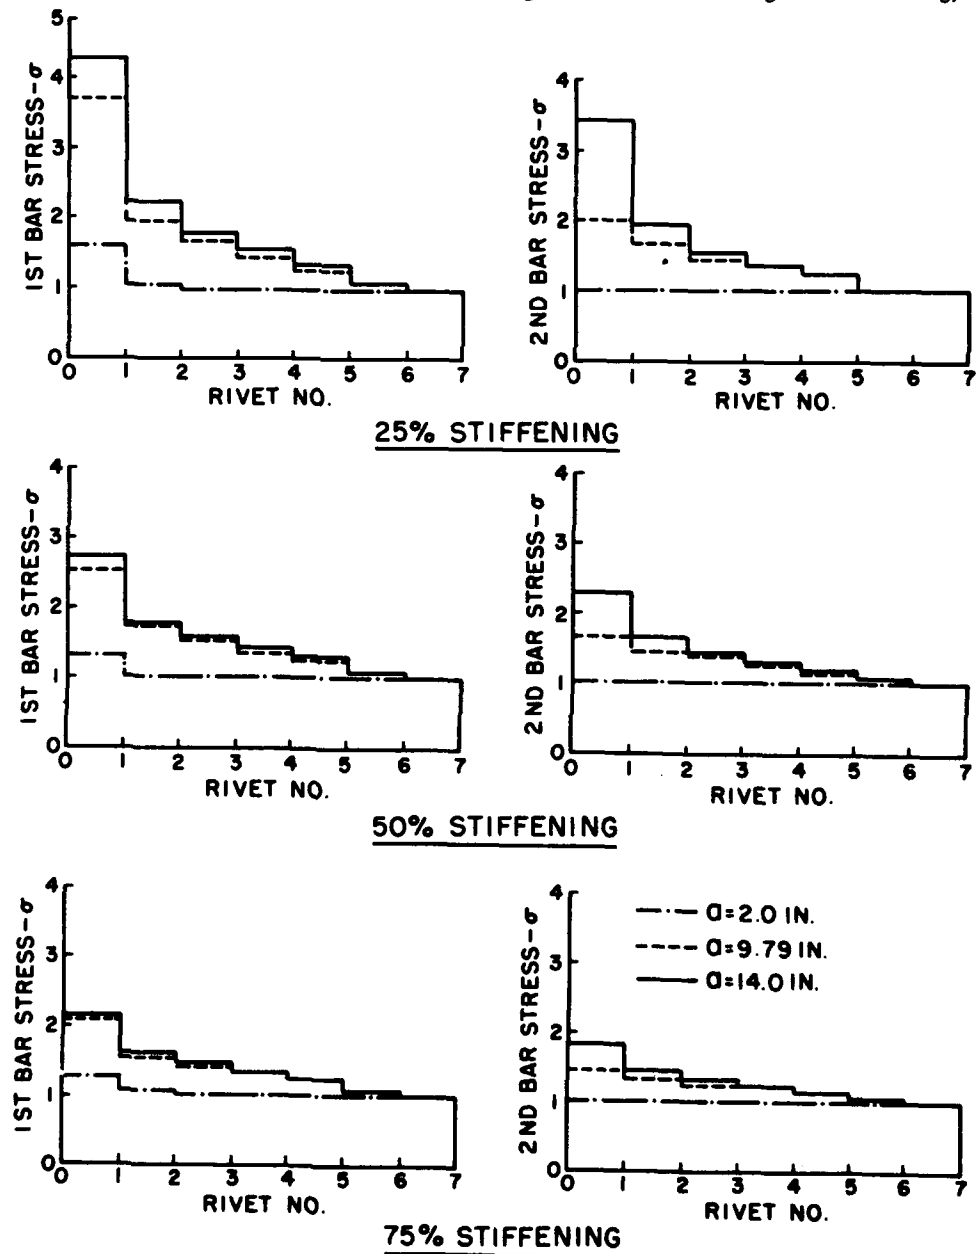 5
4
3
2
1
0
1ST BAR STRESS-σ
0 1 2 3 4 5 6 7
RIVET NO.
4
3
2
1
0
2ND BAR STRESS-σ
0 1 2 3 4 5 6 7
RIVET NO.
25% STIFFENING
4
3
2
1
0
1ST BAR STRESS-σ
0 1 2 3 4 5 6 7
RIVET NO.
4
3
2
1
0
2ND BAR STRESS-σ
0 1 2 3 4 5 6 7
RIVET NO.
50% STIFFENING
4
3
2
1
0
1ST BAR STRESS-σ
0 1 2 3 4 5 6 7
RIVET NO.
4
3
2
1
0
2ND BAR STRESS-σ
a=2.0 IN.
a=9.79 IN.
a=14.0 IN.
0 1 2 3 4 5 6 7
RIVET NO.
75% STIFFENING